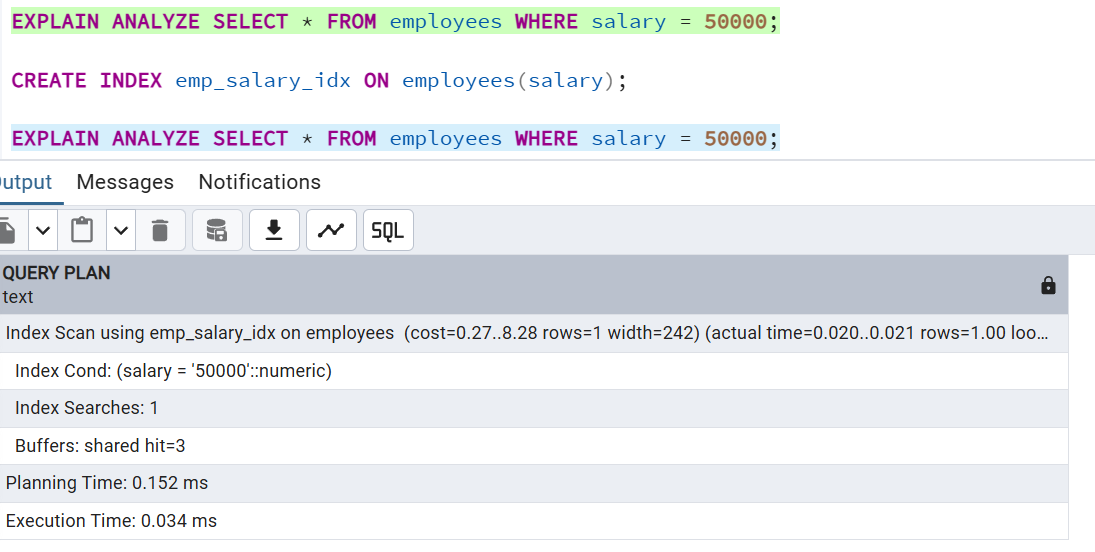 EXPLAIN ANALYZE SELECT * FROM employees WHERE salary = 50000;
CREATE INDEX emp_salary_idx ON employees(salary);
EXPLAIN ANALYZE SELECT * FROM employees WHERE salary = 50000;
utput Messages Notifications
SQL
QUERY PLAN
text
Index Scan using emp_salary_idx on employees (cost=0.27..8.28 rows=1 width=242) (actual time=0.020..0.021 rows=1.00 loo...
Index Cond: (salary = '50000'::numeric)
Index Searches: 1
Buffers: shared hit=3
Planning Time: 0.152 ms
Execution Time: 0.034 ms